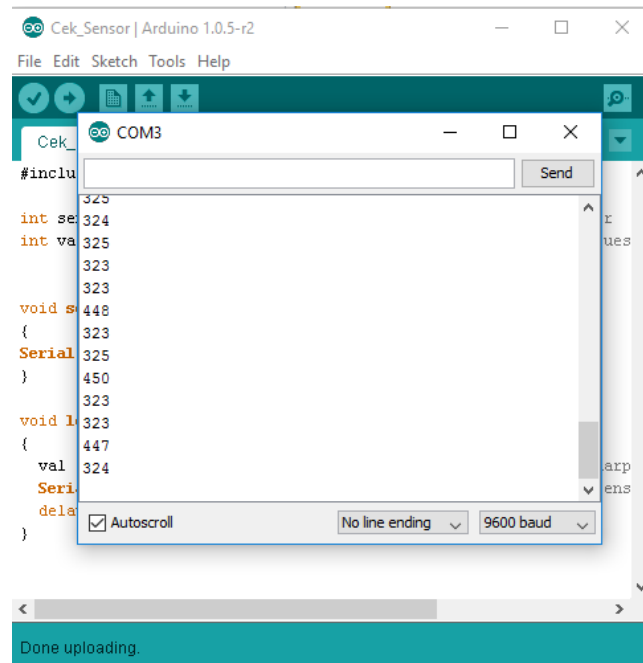 Cek_Sensor | Arduino 1.0.5-r2
File Edit Sketch Tools Help
Cek_
COM3
Send
#inclu
325
int se
324
r
int va
325
ues
323
323
void s
448
{
323
Serial
325
}
450
323
void l
323
{
447
val
324
arp
Seri
ens
dela
Autoscroll
No line ending
9600 baud
}
Done uploading.